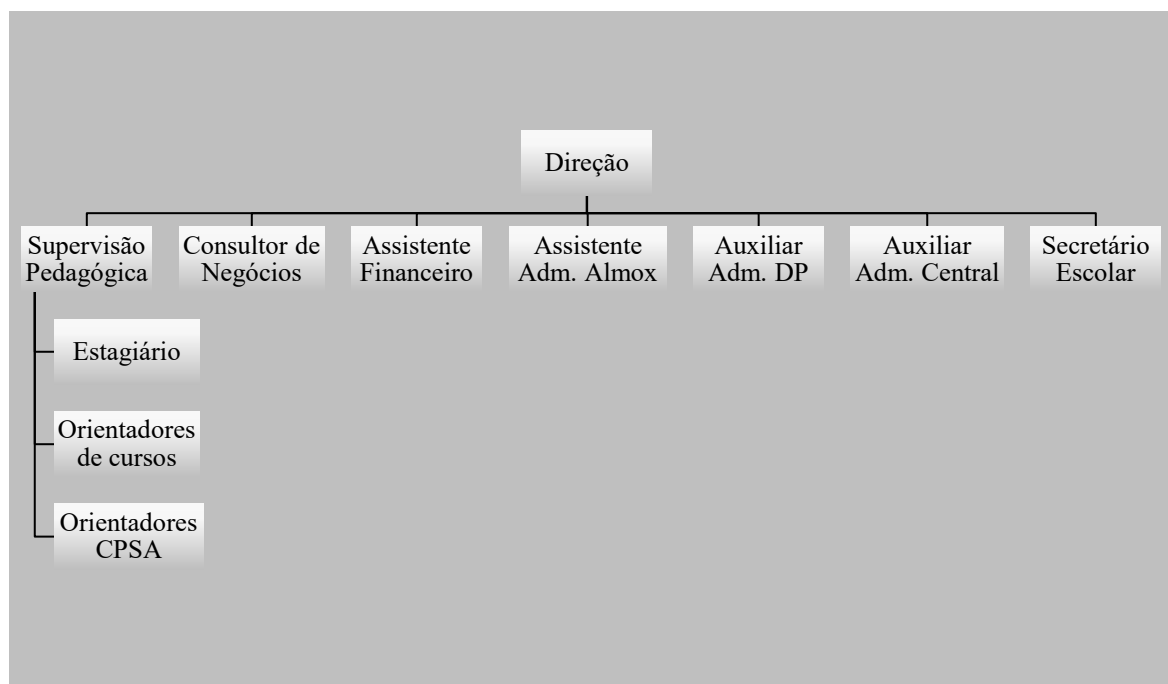 Direção
Supervisão
Pedagógica
Consultor de
Negócios
Assistente
Financeiro
Assistente
Adm. Almox
Auxiliar
Adm. DP
Auxiliar
Adm. Central
Secretário
Escolar
Estagiário
Orientadores
de cursos
Orientadores
CPSA